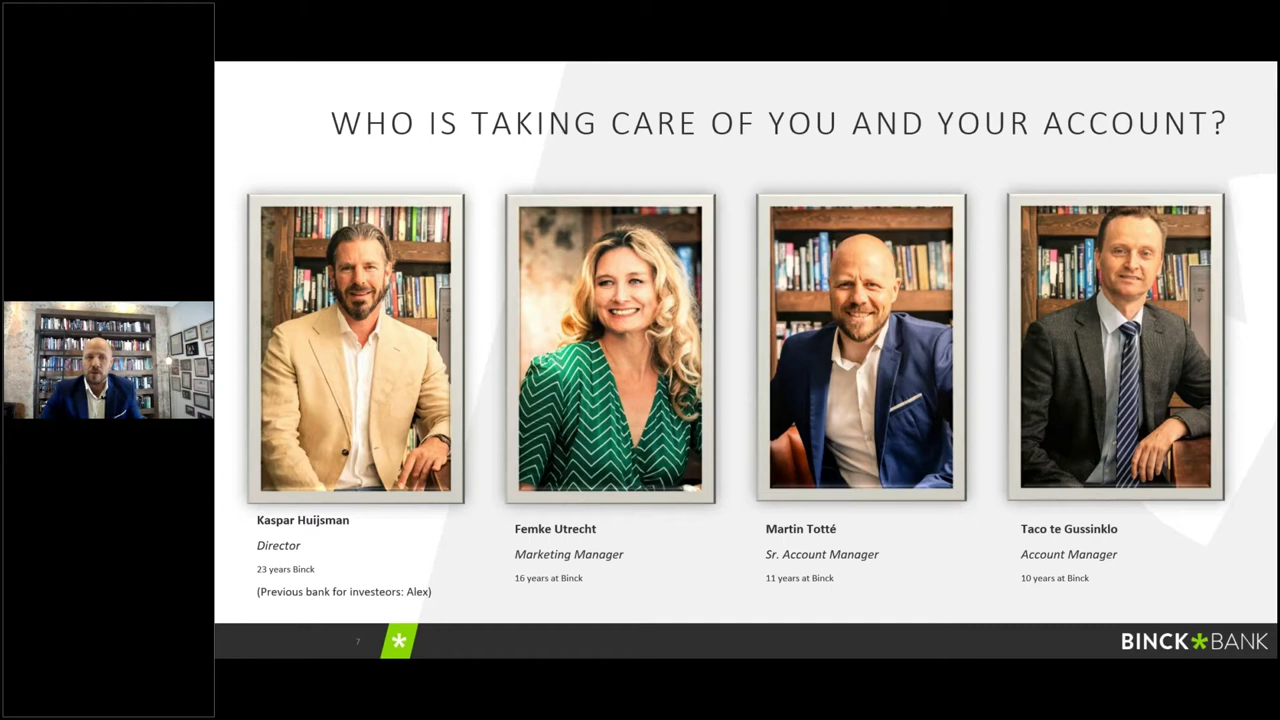 WHO IS TAKING CARE OF YOU AND YOUR ACCOUNT?
Kaspar Huijsman
Director
23 years Binck
(Previous bank for investeors: Alex)
Femke Utrecht
Marketing Manager
16 years at Binck
Martin Totté
Sr. Account Manager
11 years at Binck
Taco te Gussinklo
Account Manager
10 years at Binck
7
BINCK BANK